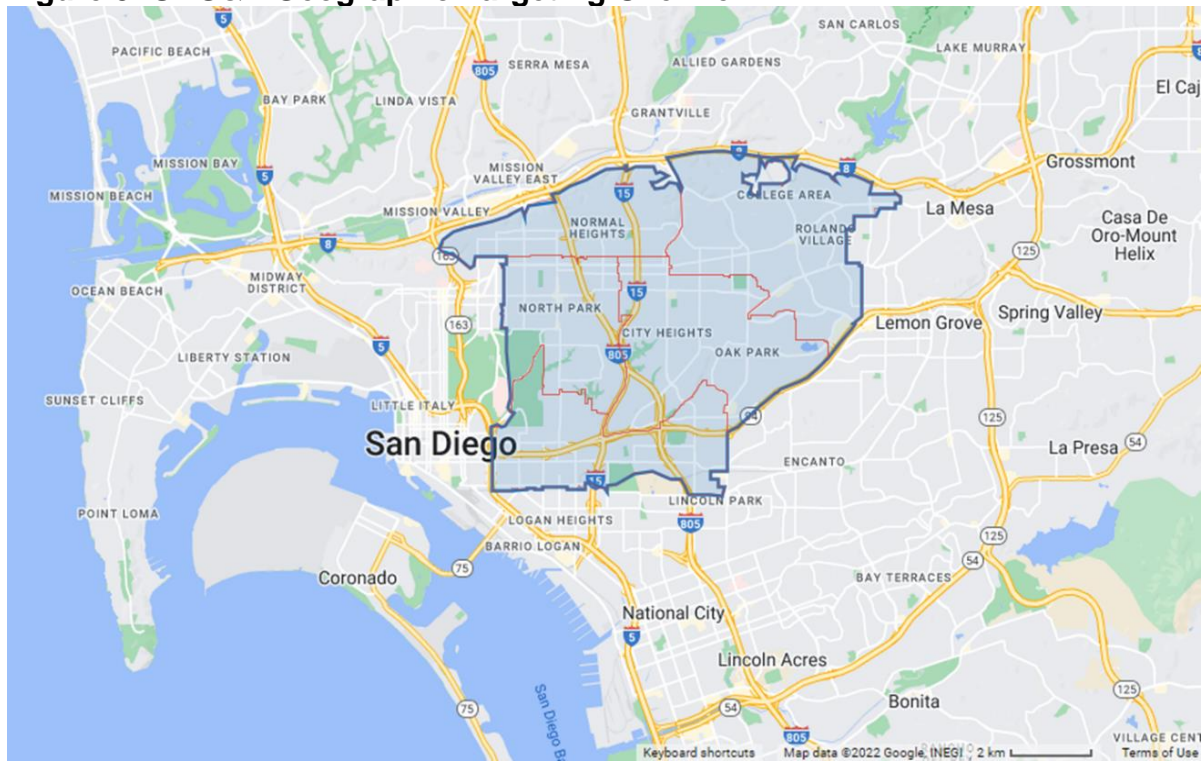 SAN CARLOS
PACIFIC BEACH
5
805
SERRA MESA
ALLIED GARDENS
LAKE MURRAY
8
El Caj
BAY PARK
LINDA VISTA
GRANTVILLE
MISSION BAY
MISSION
VALLEY EAST
8
8
Grossmont
5
15
MISSION BEACH
COLLEGE AREA
La Mesa
MISSION VALLEY
NORMAL
HEIGHTS
ROLANDO
VILLAGE
Casa De
Oro-Mount
Helix
8
163
125
MIDWAY
DISTRICT
OCEAN BEACH
15
NORTH PARK
Lemon Grove
Spring Valley
163
CITY HEIGHTS
5
805
OAK PARK
LIBERTY STATION
SUNSET CLIFFS
LITTLE ITALY
94
125
San Diego
La Presa
54
ENCANTO
15
POINT LOMA
LINCOLN PARK
LOGAN HEIGHTS
805
125
BARRIO LOGAN
54
Coronado
75
BAY TERRACES
National City
5
Lincoln Acres
125
Bonita
75
54
San Diego Ba
805
VILLAGE CENT
Keyboard shortcuts
Map data ©2022 Google, INEGI
2 km
Terms of Use